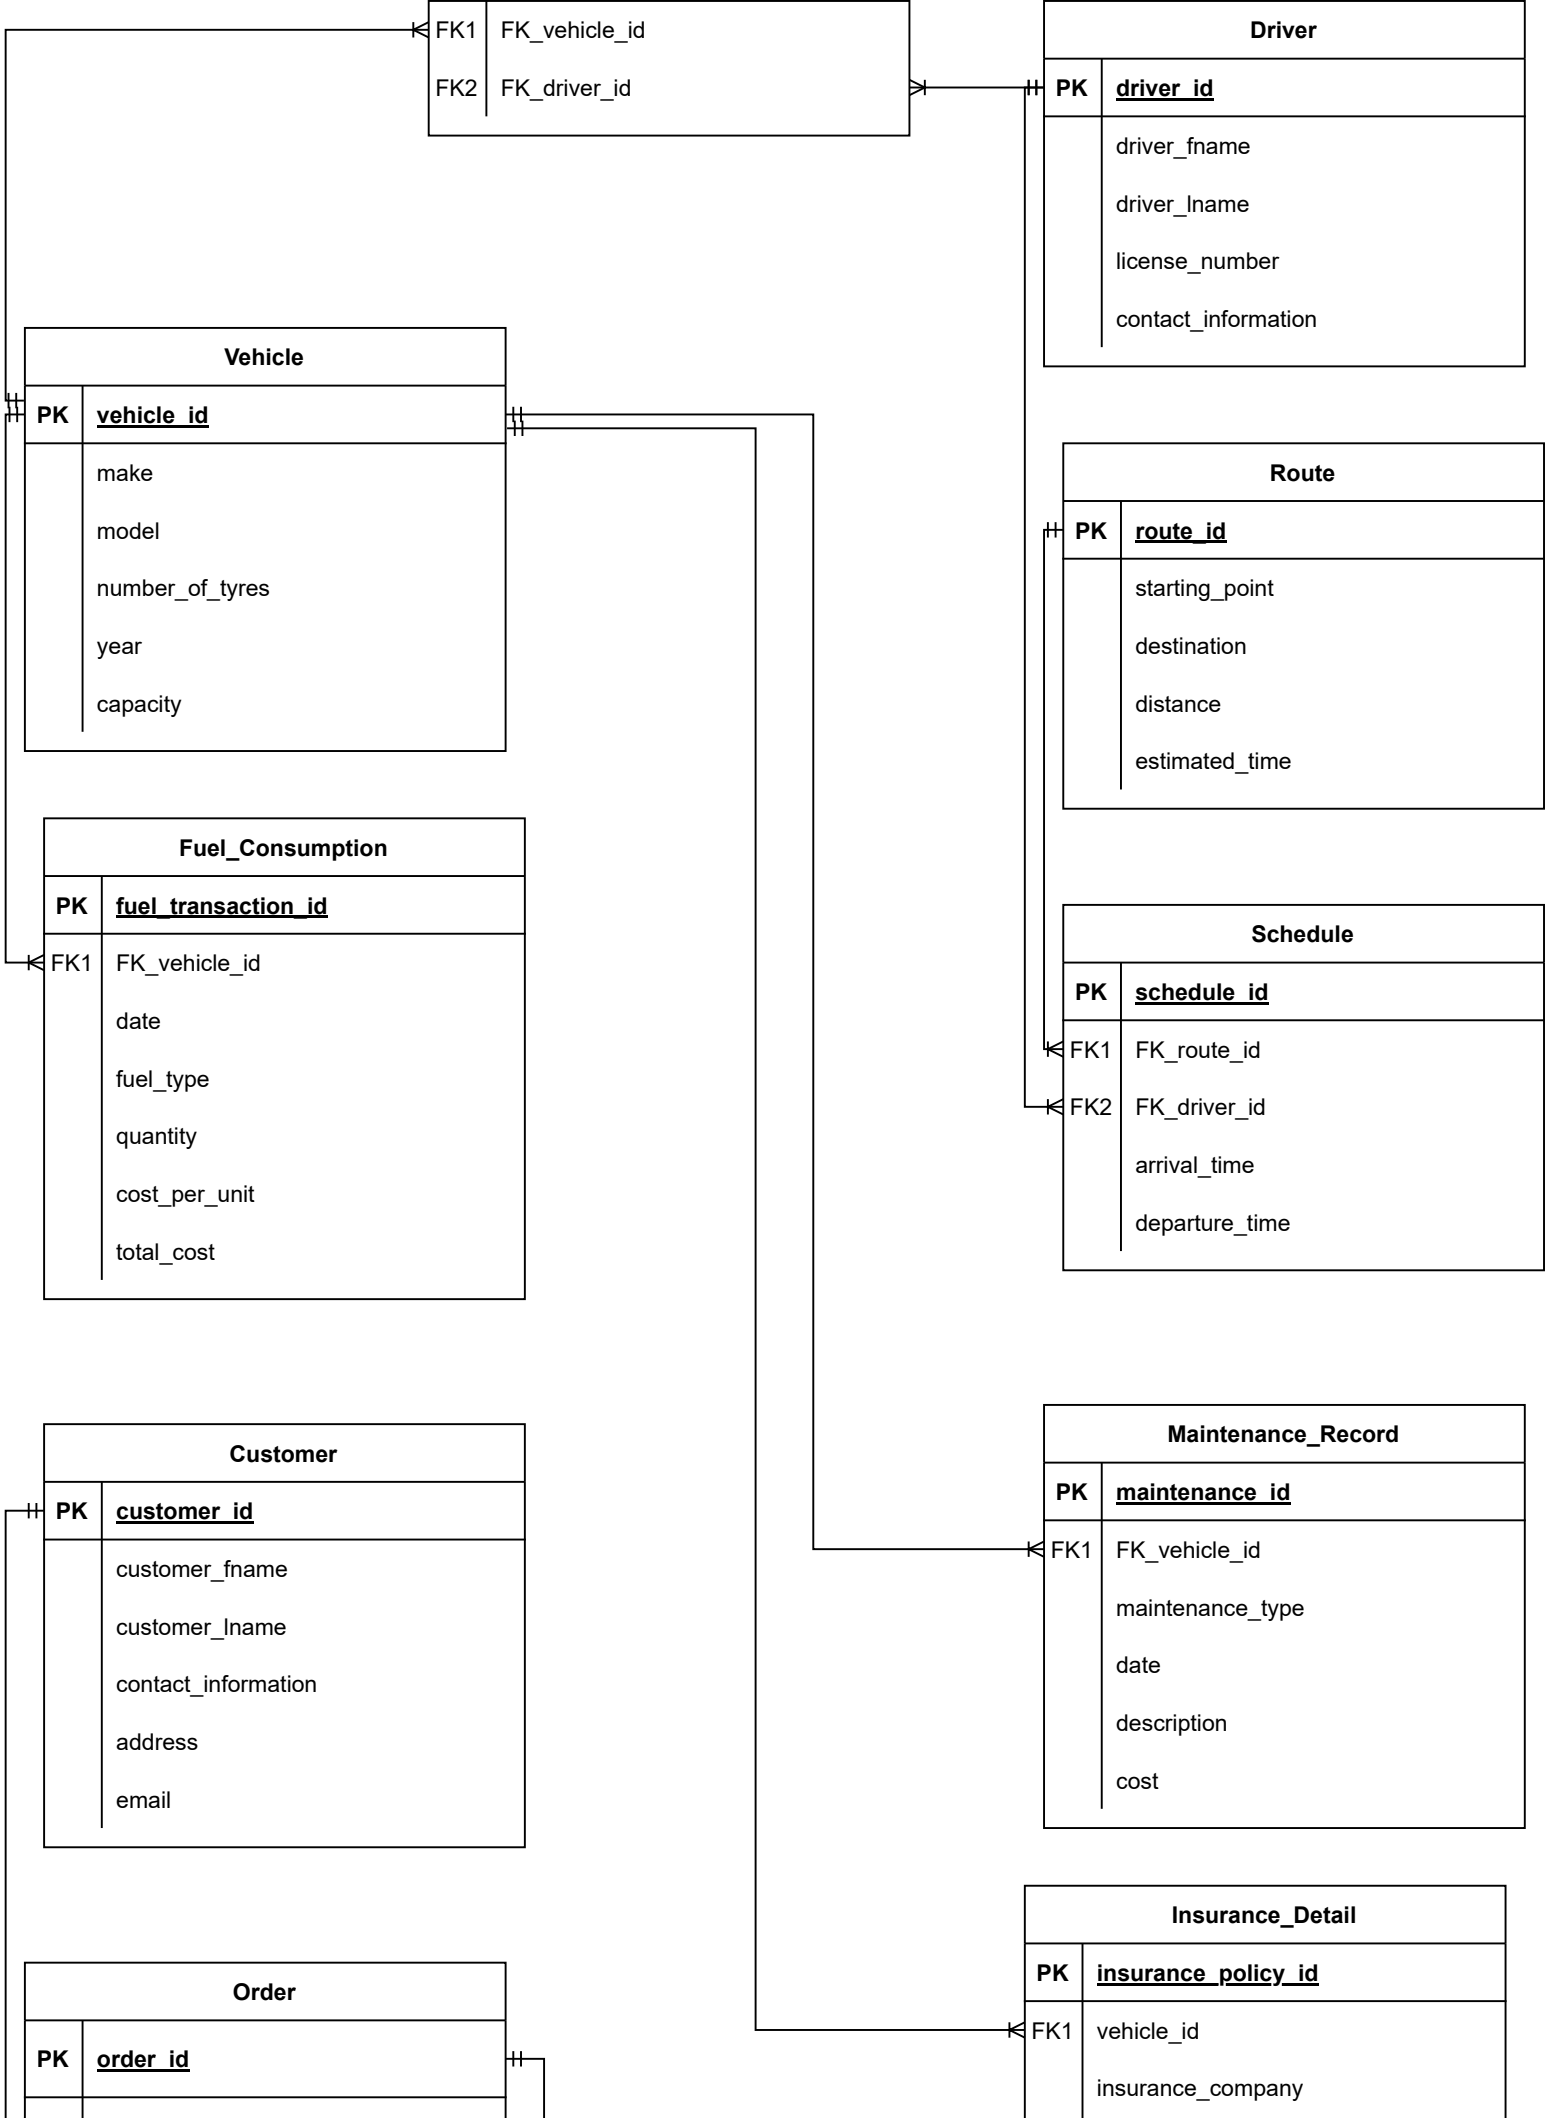 FK1 FK_vehicle_id
FK2 FK_driver_id
Driver
PK driver_id
driver_fname
driver_lname
license_number
contact_information
Vehicle
PK vehicle_id
make
model
number_of_tyres
year
capacity
Route
PK route_id
starting_point
destination
distance
estimated_time
Fuel_Consumption
PK fuel_transaction_id
FK1 FK_vehicle_id
date
fuel_type
quantity
cost_per_unit
total_cost
Schedule
PK schedule_id
FK1 FK_route_id
FK2 FK_driver_id
arrival_time
departure_time
Customer
PK customer_id
customer_fname
customer_lname
contact_information
address
email
Maintenance_Record
PK maintenance_id
FK1 FK_vehicle_id
maintenance_type
date
description
cost
Order
PK order_id
Insurance_Detail
PK insurance_policy_id
FK1 vehicle_id
insurance_company